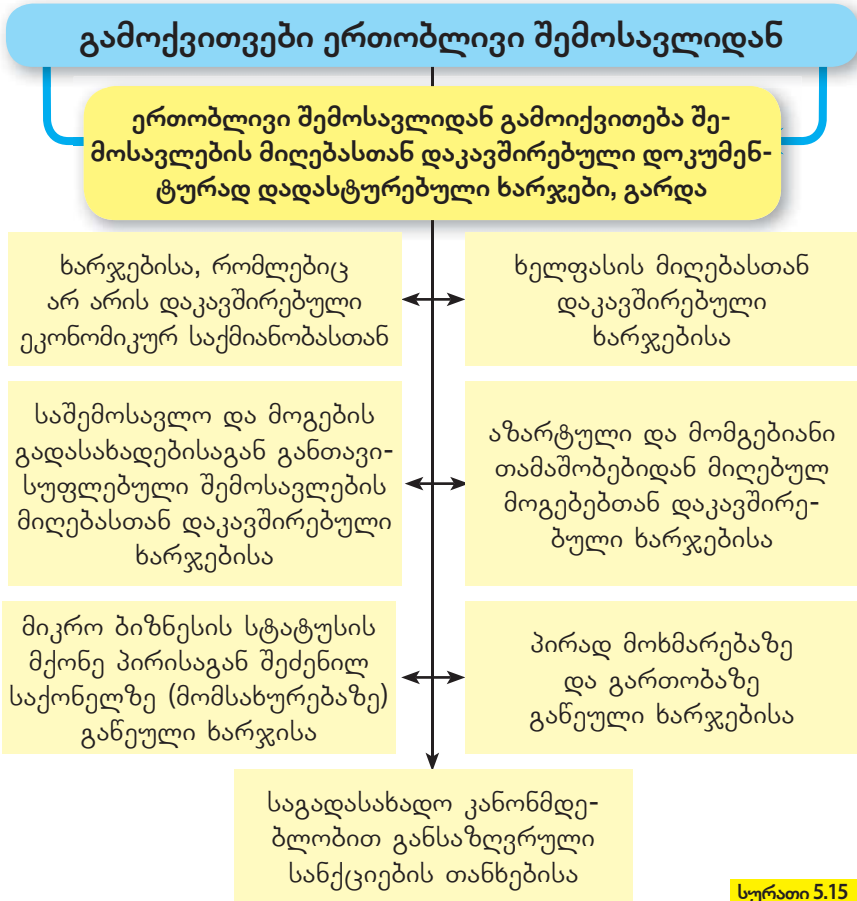 გამოქვითვები ერთობლივი შემოსავლიდან
ერთობლივი შემოსავლიდან გამოიქვითება შე-
მოსავლების მიღებასთან დაკავშირებული დოკუმენ-
ტურად დადასტურებული ხარჯები, გარდა
ხარჯებისა, რომლებიც
არ არის დაკავშირებული
ეკონომიკურ საქმიანობასთან
ხელფასის მიღებასთან
დაკავშირებული
ხარჯებისა
საშემოსავლო და მოგების
გადასახადებისაგან განთავი-
სუფლებული შემოსავლების
მიღებასთან დაკავშირებული
ხარჯებისა
აზარტული და მომგებიანი
თამაშობებიდან მიღებულ
მოგებებთან დაკავშირე-
ბული ხარჯებისა
მიკრო ბიზნესის სტატუსის
მქონე პირისაგან შეძენილ
საქონელზე (მომსახურებაზე)
გაწეული ხარჯისა
პირად მოხმარებაზე
და გართობაზე
გაწეული ხარჯებისა
საგადასახადო კანონმდე-
ბლობით განსაზღვრული
სანქციების თანხებისა
სურათი 5.15